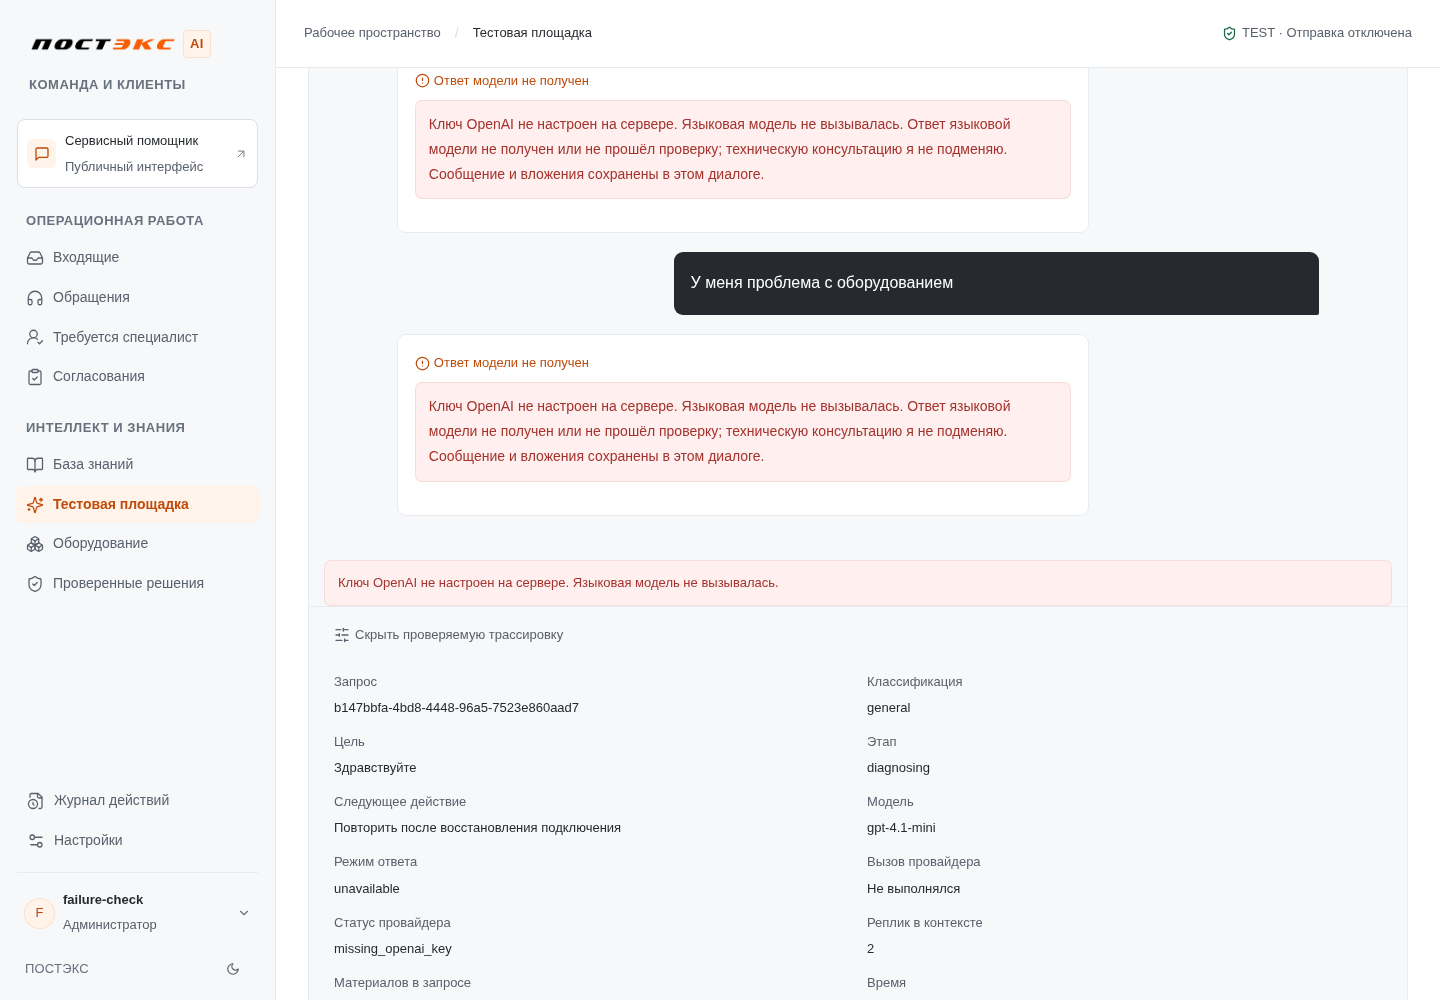 ПОСТЭКС AI
КОМАНДА И КЛИЕНТЫ
Сервисный помощник
Публичный интерфейс
ОПЕРАЦИОННАЯ РАБОТА
Входящие
Обращения
Требуется специалист
Согласования
ИНТЕЛЛЕКТ И ЗНАНИЯ
База знаний
Тестовая площадка
Оборудование
Проверенные решения
Журнал действий
Настройки
F
failure-check
Администратор
ПОСТЭКС
Рабочее пространство / Тестовая площадка
TEST · Отправка отключена
Ответ модели не получен
Ключ OpenAI не настроен на сервере. Языковая модель не вызывалась. Ответ языковой
модели не получен или не прошёл проверку; техническую консультацию я не подменяю.
Сообщение и вложения сохранены в этом диалоге.
У меня проблема с оборудованием
Ответ модели не получен
Ключ OpenAI не настроен на сервере. Языковая модель не вызывалась. Ответ языковой
модели не получен или не прошёл проверку; техническую консультацию я не подменяю.
Сообщение и вложения сохранены в этом диалоге.
Ключ OpenAI не настроен на сервере. Языковая модель не вызывалась.
Скрыть проверяемую трассировку
Запрос
b147bbfa-4bd8-4448-96a5-7523e860aad7
Классификация
general
Цель
Здравствуйте
Этап
diagnosing
Следующее действие
Повторить после восстановления подключения
Модель
gpt-4.1-mini
Режим ответа
unavailable
Вызов провайдера
Не выполнялся
Статус провайдера
missing_openai_key
Реплик в контексте
2
Материалов в запросе
Время